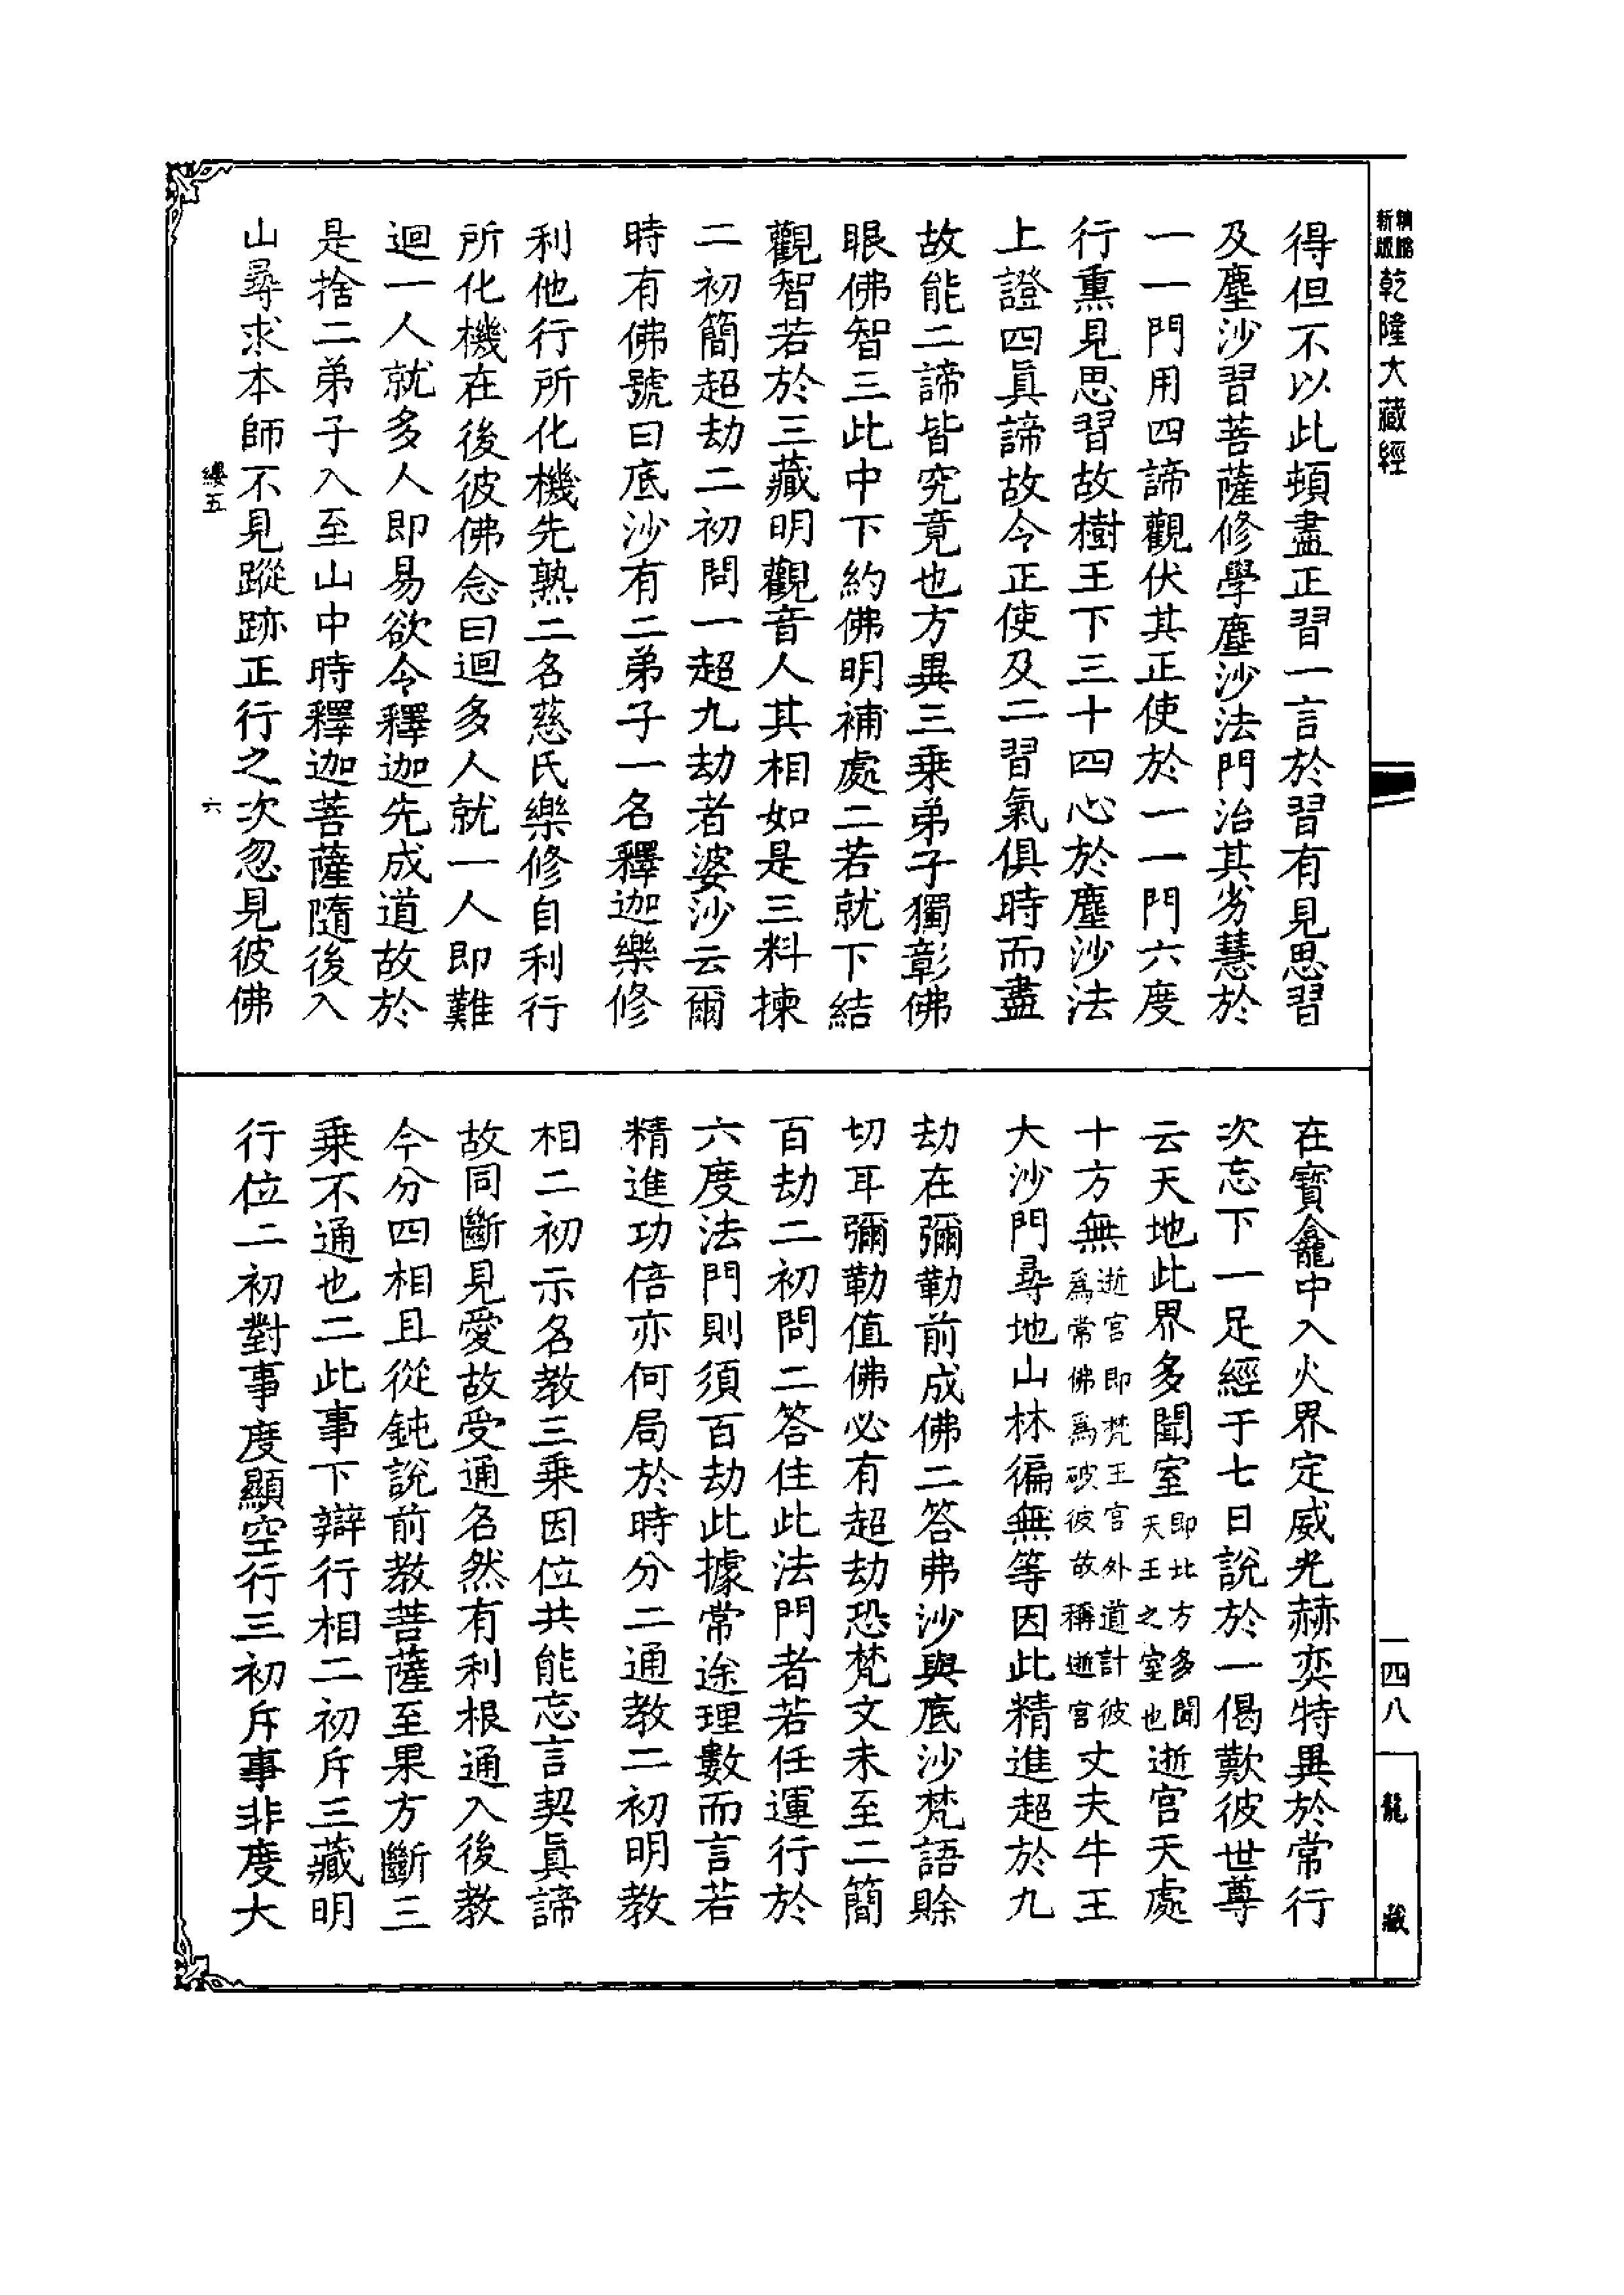 新版 精縮 乾隆大藏經
得但不以此頓盡正習一言於習有見思習
及塵沙習菩薩修學塵沙法門治其劣慧於
一一門用四諦觀伏其正使於一一門六度
行熏見思習故樹王下三十四心於塵沙法
上證四眞諦故令正使及二習氣俱時而盡
故能二諦皆究竟也方異三乗弟子獨彰佛
眼佛智三此中下約佛明補處二若就下結
觀智若於三藏明觀音人其相如是三料揀
二初簡超劫二初問一超九劫者婆沙云爾
時有佛號曰底沙有二弟子一名釋迦樂修
利他行所化機先熟二名慈氏樂修自利行
所化機在後彼佛念曰迴多人就一人即難
迴一人就多人即易欲令釋迦先成道故於
是捨二弟子入至山中時釋迦菩薩隨後入
山尋求本師不見蹤跡正行之次忽見彼佛
纓五 六
在寶龕中入火界定威光赫奕特異於常行
次忘下一足經于七日說於一偈歎彼世尊
云天地此界多聞室即北方多聞天王之室也逝宮天處
十方無逝宮即梵王宮外道計彼爲常佛爲破彼故稱逝宮丈夫牛王
大沙門尋地山林徧無等因此精進超於九
劫在彌勒前成佛二答弗沙與底沙梵語賒
切耳彌勒值佛必有超劫恐梵文未至二簡
百劫二初問二答住此法門者若任運行於
六度法門則須百劫此據常途理數而言若
精進功倍亦何局於時分二通教二初明教
相二初示名教三乗因位共能忘言契眞諦
故同斷見愛故受通名然有利根通入後教
今分四相且從鈍說前教菩薩至果方斷三
乗不通也二此事下辯行相二初斥三藏明
行位二初對事度顯空行三初斥事非度大
一四八
龍藏